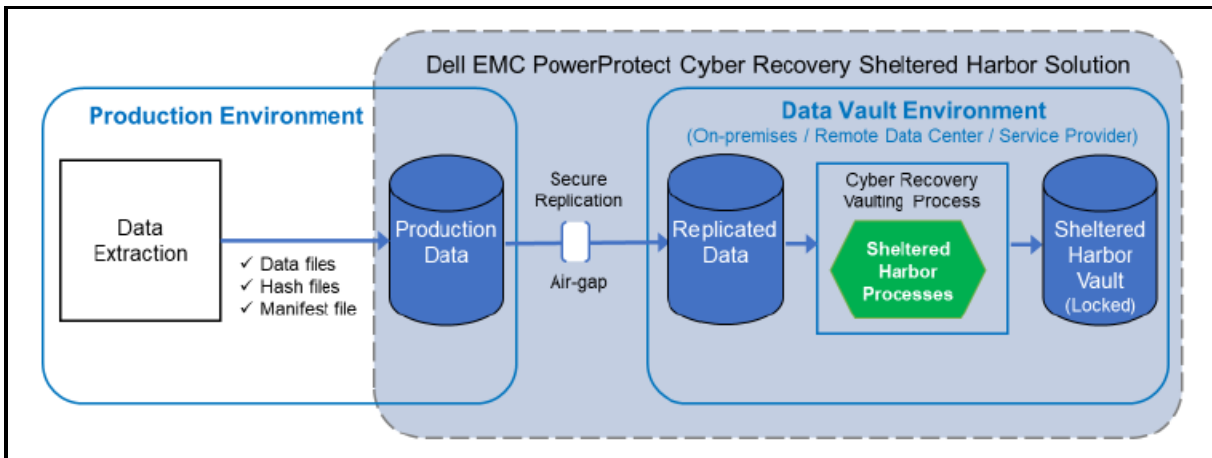 Dell EMC PowerProtect Cyber Recovery Sheltered Harbor Solution
Production Environment
Data
Extraction
✓ Data files
✓ Hash files
✓ Manifest file
Production
Data
Secure
Replication
Air-gap
Data Vault Environment
(On-premises / Remote Data Center / Service Provider)
Replicated
Data
Cyber Recovery
Vaulting Process
Sheltered
Harbor
Processes
Sheltered
Harbor
Vault
(Locked)